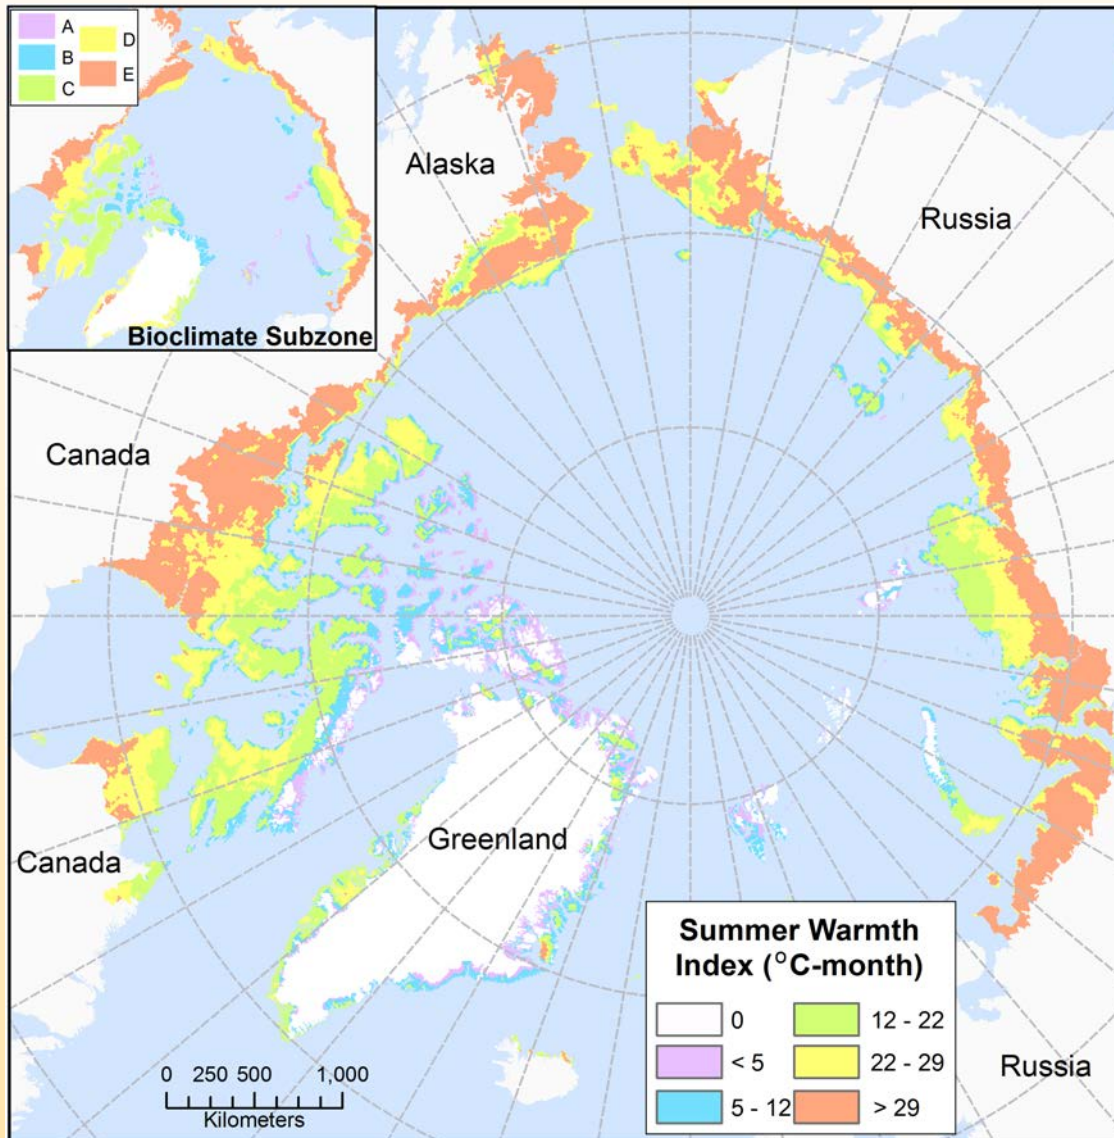 A
B
C
D
E
Bioclimate Subzone
Alaska
Russia
Canada
Greenland
Canada
Summer Warmth
Index (°C-month)
0
< 5
5 - 12
12 - 22
22 - 29
> 29
0 250 500 1,000
Kilometers
Russia